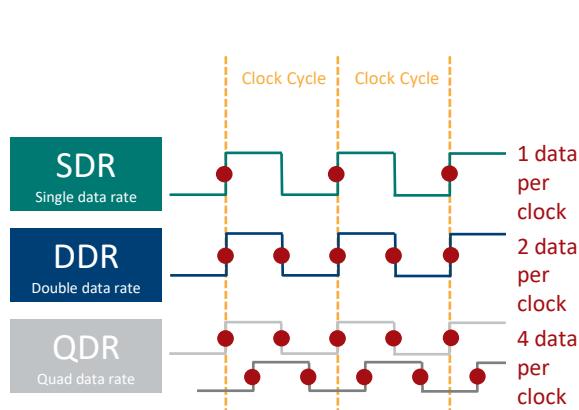 Clock Cycle Clock Cycle
SDR
Single data rate
1 data
per
clock
DDR
Double data rate
2 data
per
clock
QDR
Quad data rate
4 data
per
clock